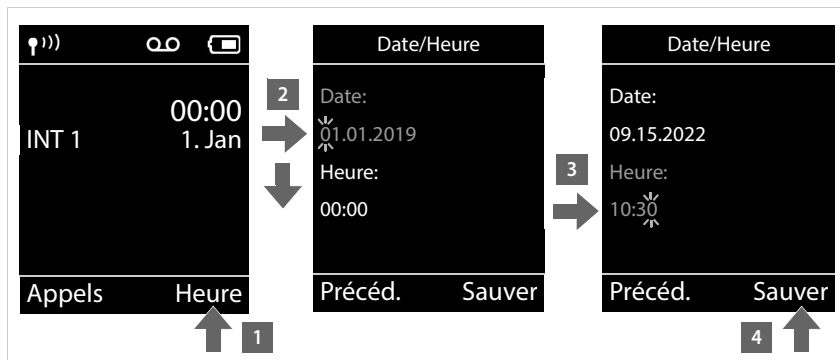 00:00
INT 1
1. Jan
Appels
Heure
1
2
Date/Heure
Date:
01.01.2019
Heure:
00:00
Précéd.
Sauver
3
Date/Heure
Date:
09.15.2022
Heure:
10:30
Précéd.
Sauver
4